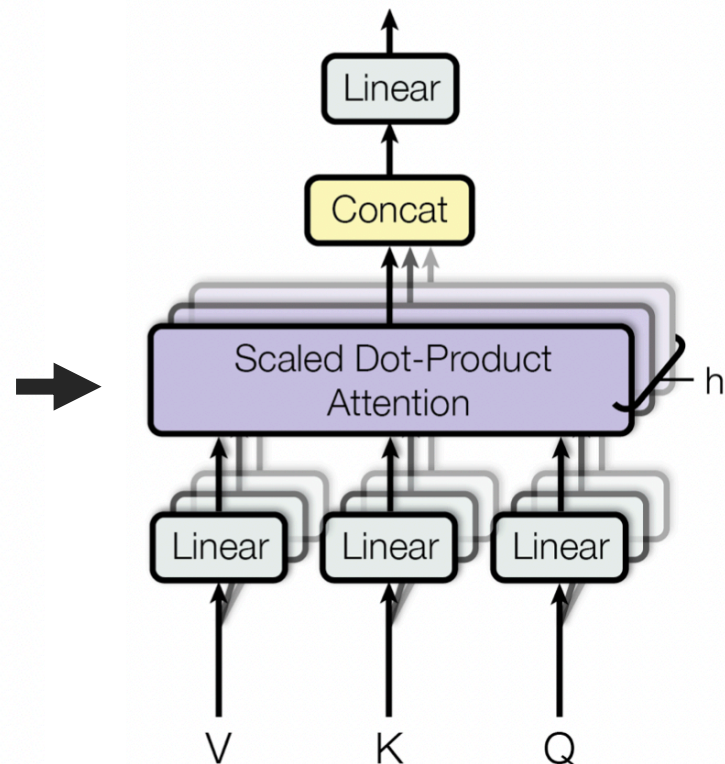 Linear
Concat
Scaled Dot-Product
Attention
h
Linear Linear Linear
V K Q